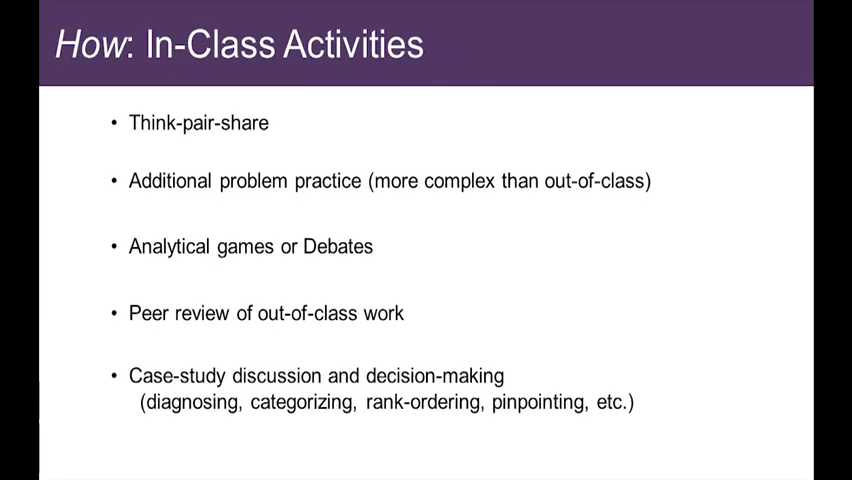 How: In-Class Activities
• Think-pair-share
• Additional problem practice (more complex than out-of-class)
• Analytical games or Debates
• Peer review of out-of-class work
• Case-study discussion and decision-making
(diagnosing, categorizing, rank-ordering, pinpointing, etc.)